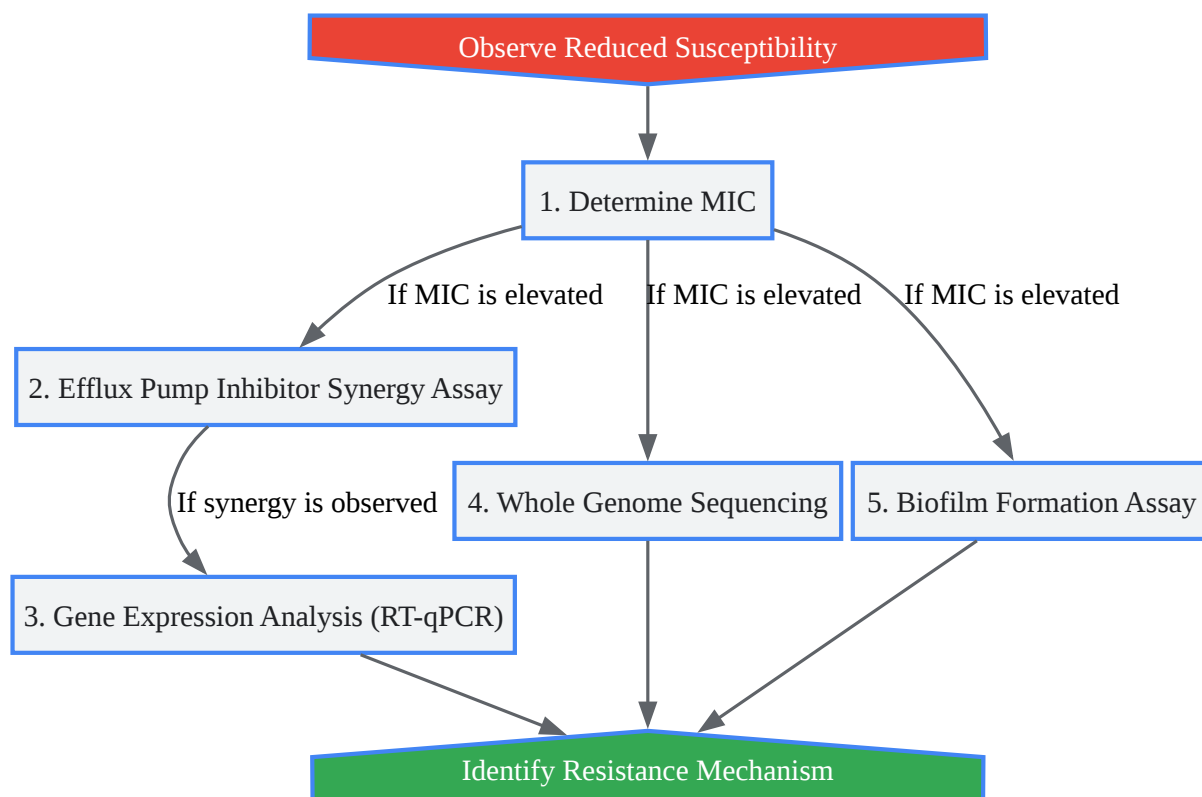 Observe Reduced Susceptibility
1. Determine MIC
If MIC is elevated
If MIC is elevated
If MIC is elevated
2. Efflux Pump Inhibitor Synergy Assay
If synergy is observed
4. Whole Genome Sequencing
5. Biofilm Formation Assay
3. Gene Expression Analysis (RT-qPCR)
Identify Resistance Mechanism